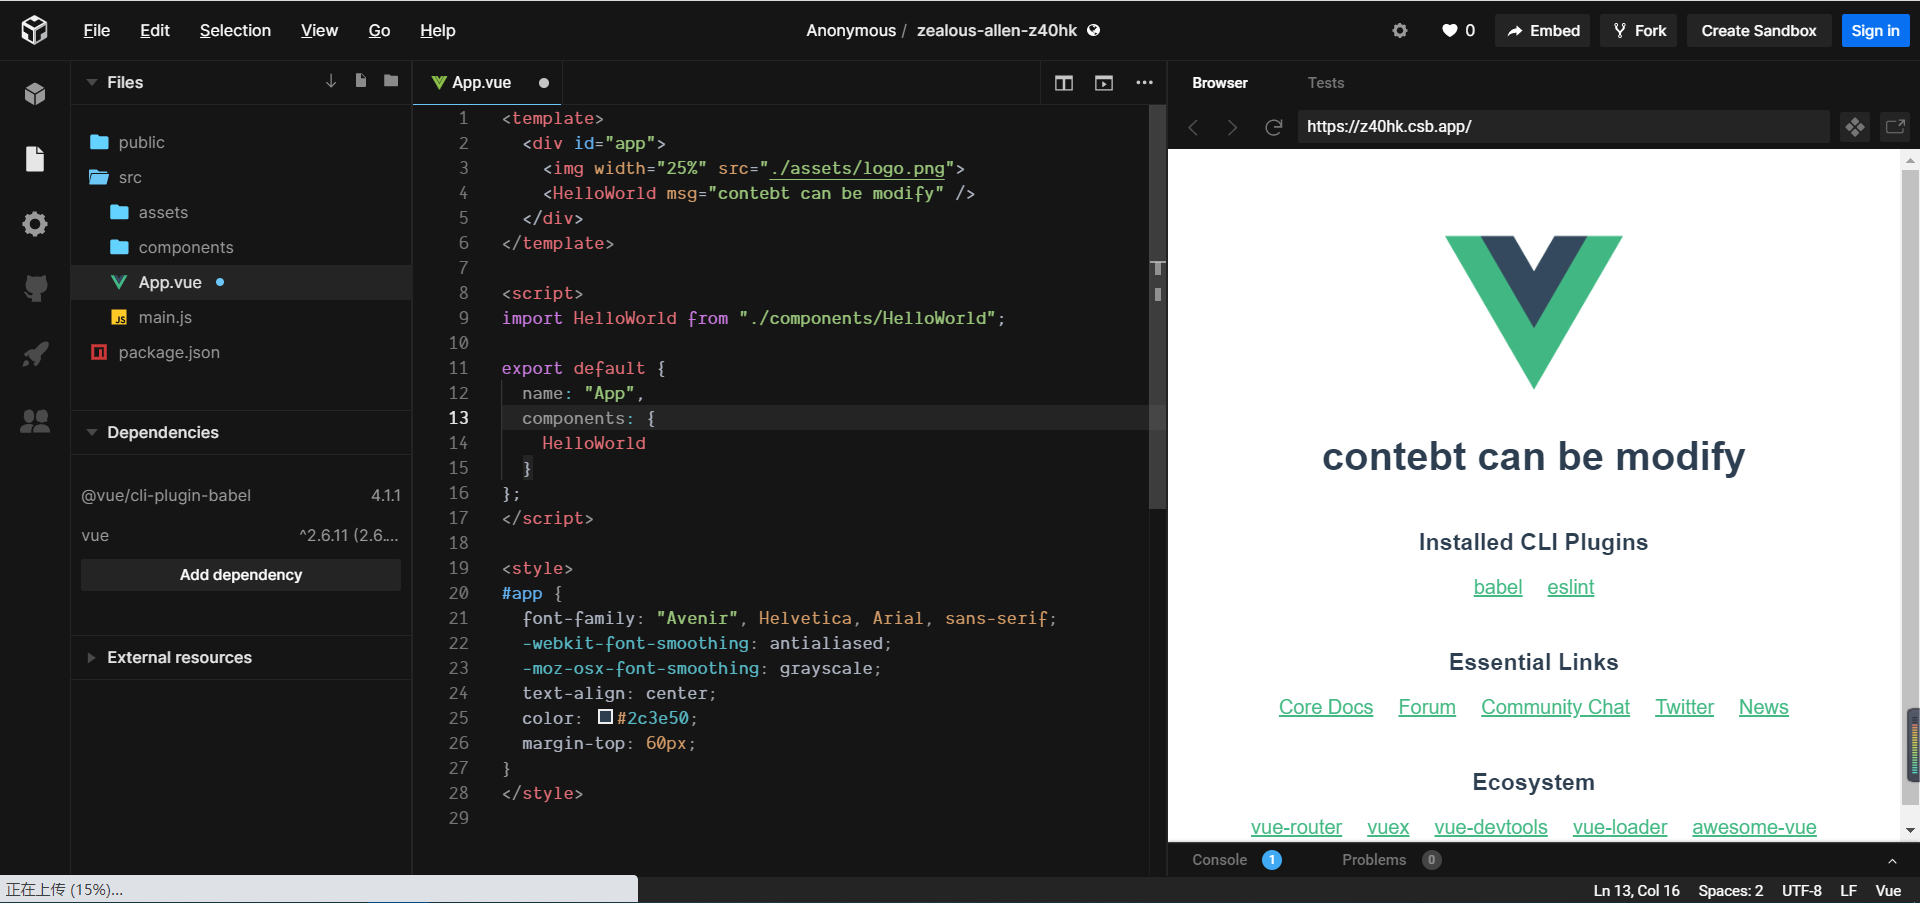 File Edit Selection View Go Help
Anonymous / zealous-allen-z40hk
0 Embed Fork Create Sandbox Sign in
Files
public
src
assets
components
App.vue
main.js
JS
package.json
Dependencies
@vue/cli-plugin-babel 4.1.1
vue ^2.6.11 (2.6....
Add dependency
External resources
App.vue
1 <template>
2 <div id="app">
3 <img width="25%" src="./assets/logo.png">
4 <HelloWorld msg="contebt can be modify" />
5 </div>
6 </template>
7
8 <script>
9 import HelloWorld from "./components/HelloWorld";
10
11 export default {
12 name: "App",
13 components: {
14 HelloWorld
15 }
16 };
17 </script>
18
19 <style>
20 #app {
21 font-family: "Avenir", Helvetica, Arial, sans-serif;
22 -webkit-font-smoothing: antialiased;
23 -moz-osx-font-smoothing: grayscale;
24 text-align: center;
25 color: #2c3e50;
26 margin-top: 60px;
27 }
28 </style>
29
Browser Tests
https://z40hk.csb.app/
contebt can be modify
Installed CLI Plugins
babel eslint
Essential Links
Core Docs Forum Community Chat Twitter News
Ecosystem
vue-router vuex vue-devtools vue-loader awesome-vue
Console 1 Problems 0
正在上传 (15%)...
Ln 13, Col 16 Spaces: 2 UTF-8 LF Vue